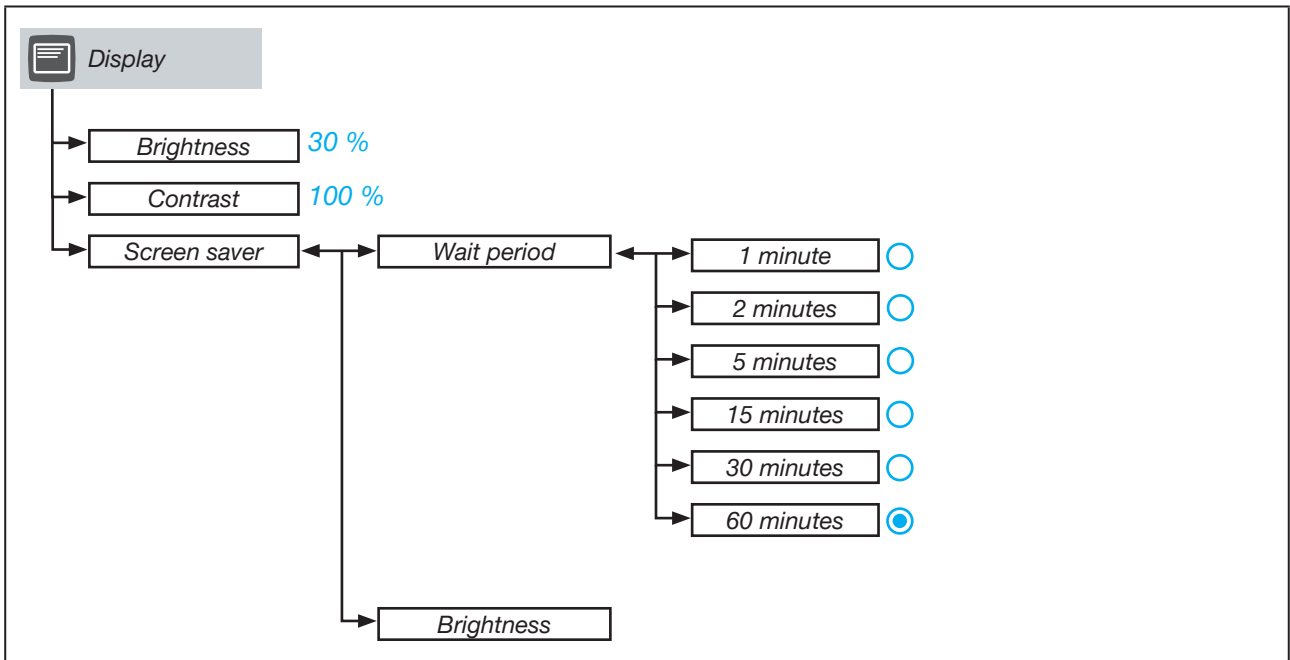 Display
Brightness 30 %
Contrast 100 %
Screen saver Wait period 1 minute
2 minutes
5 minutes
15 minutes
30 minutes
60 minutes
Brightness